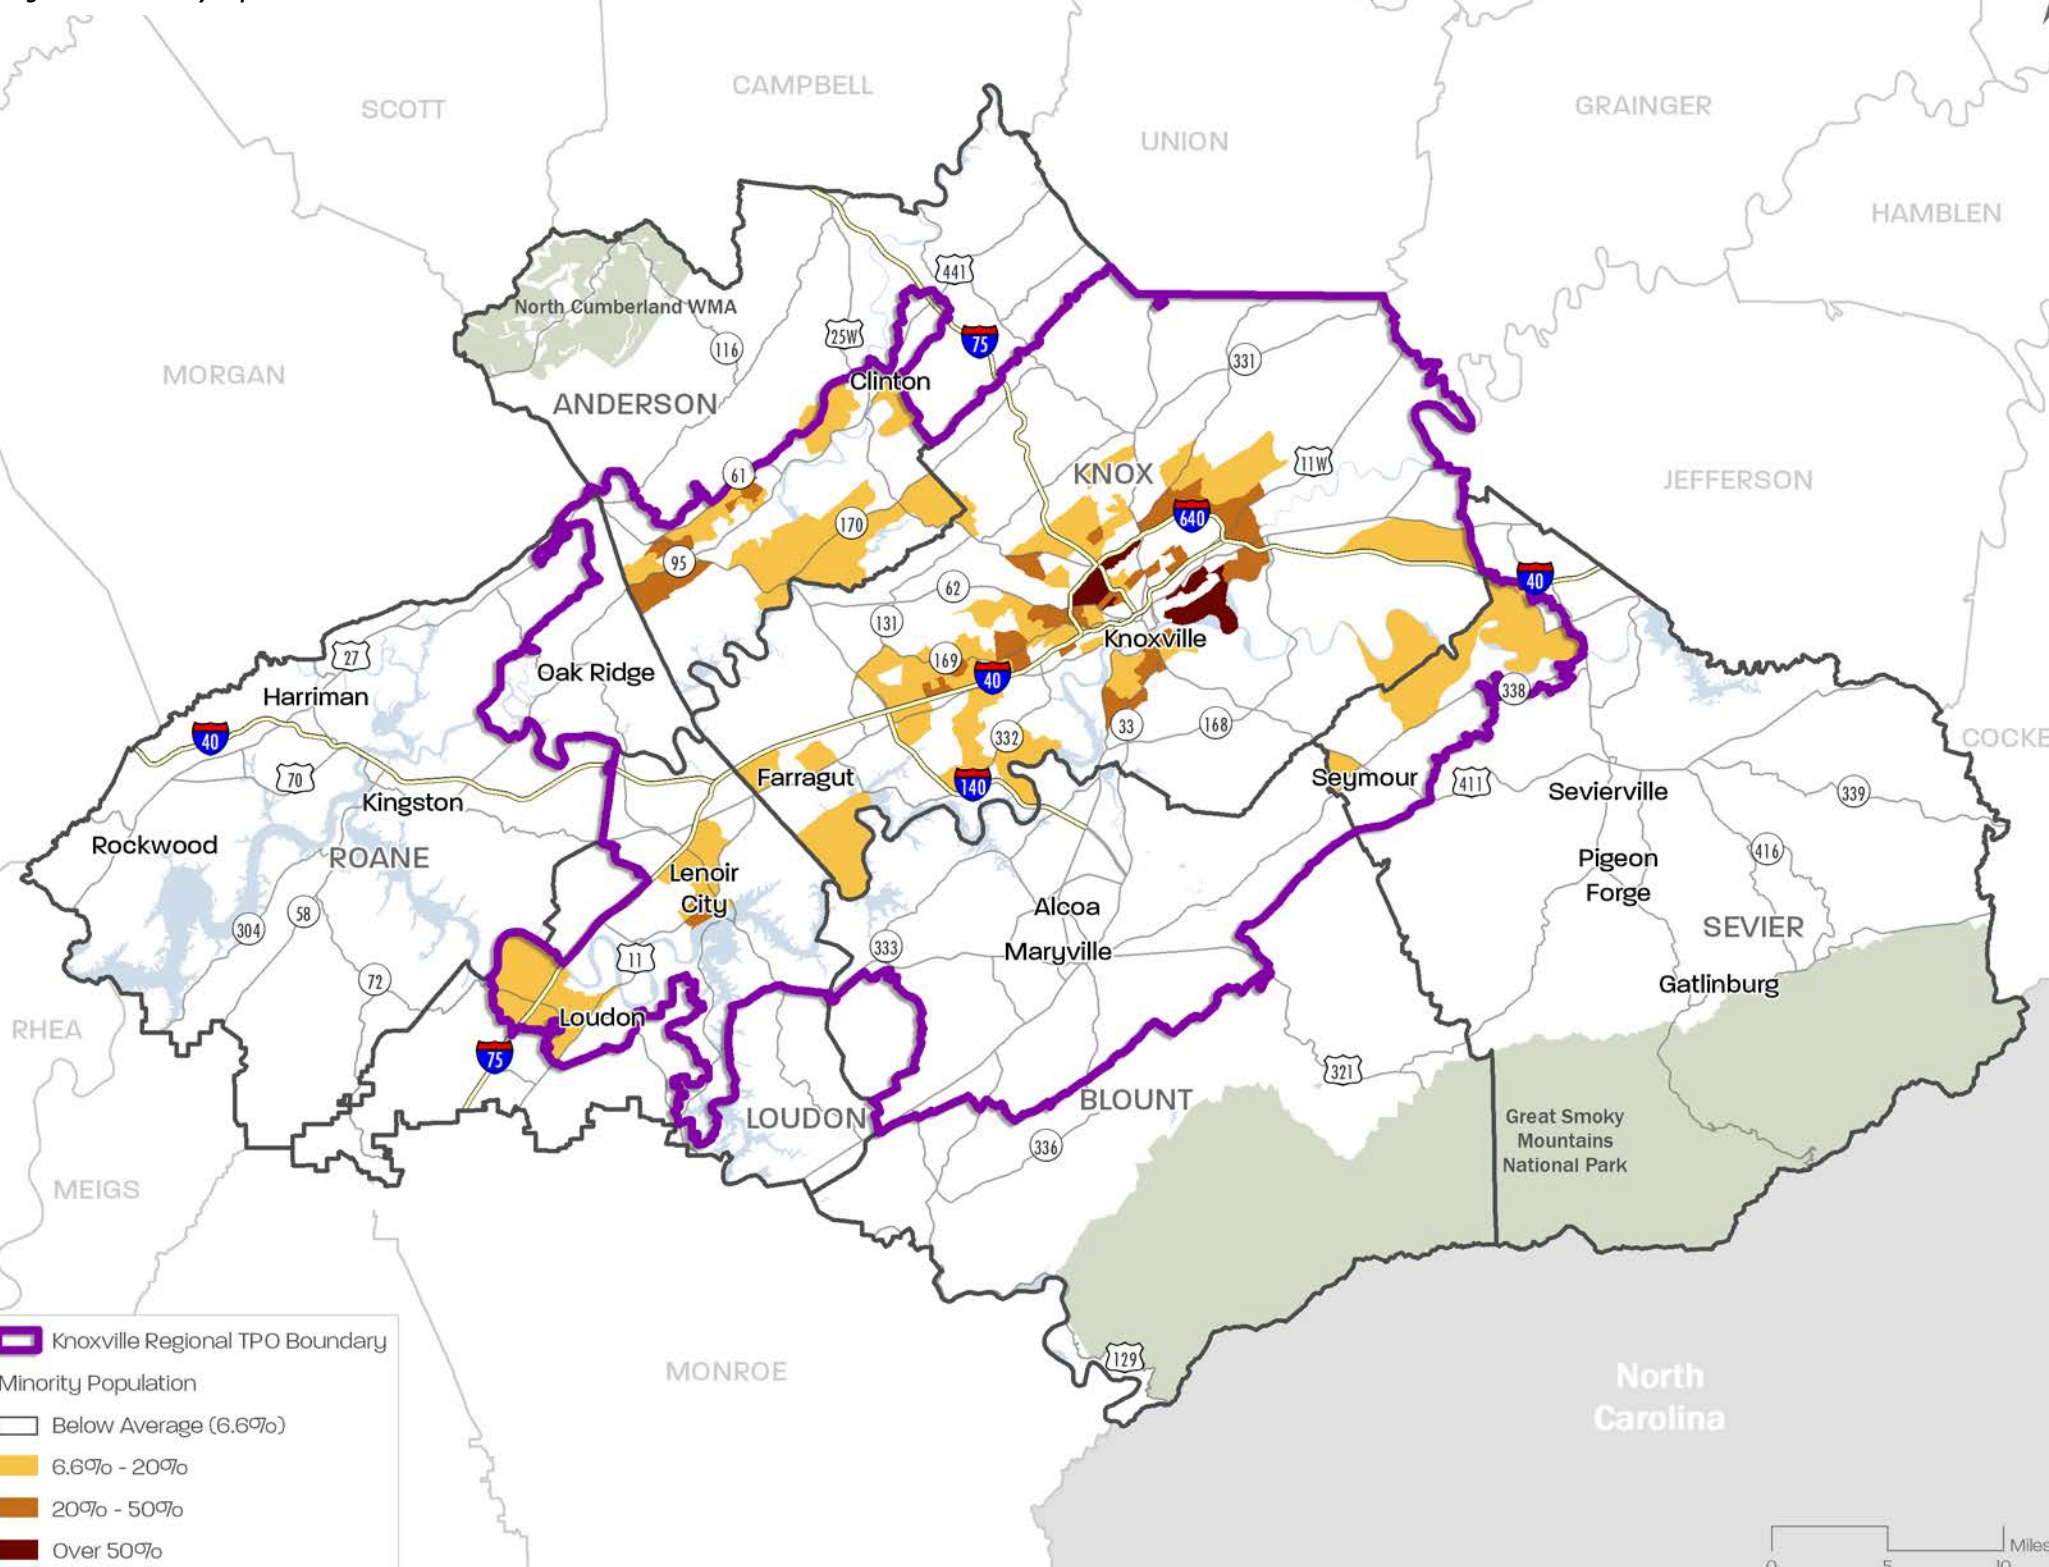 SCOTT
CAMPBELL
UNION
GRAINGER
HAMBLEN
441
North Cumberland WMA
25W
116
75
331
MORGAN
Clinton
ANDERSON
61
KNOX
11W
JEFFERSON
640
170
95
62
40
131
Knoxville
27
169
Oak Ridge
40
338
Harriman
33
168
332
40
COCKE
70
Farragut
140
Seymour
411
Sevierville
339
Kingston
Rockwood
ROANE
416
Pigeon
Forge
Lenoir
City
58
304
Alcoa
SEVIER
333
Maryville
11
72
Gatlinburg
Loudon
RHEA
75
321
BLOUNT
LOUDON
Great Smoky
Mountains
National Park
336
MEIGS
129
MONROE
North
Carolina
Knoxville Regional TPO Boundary
Minority Population
Below Average (6.6%)
6.6% - 20%
20% - 50%
Over 50%
Miles